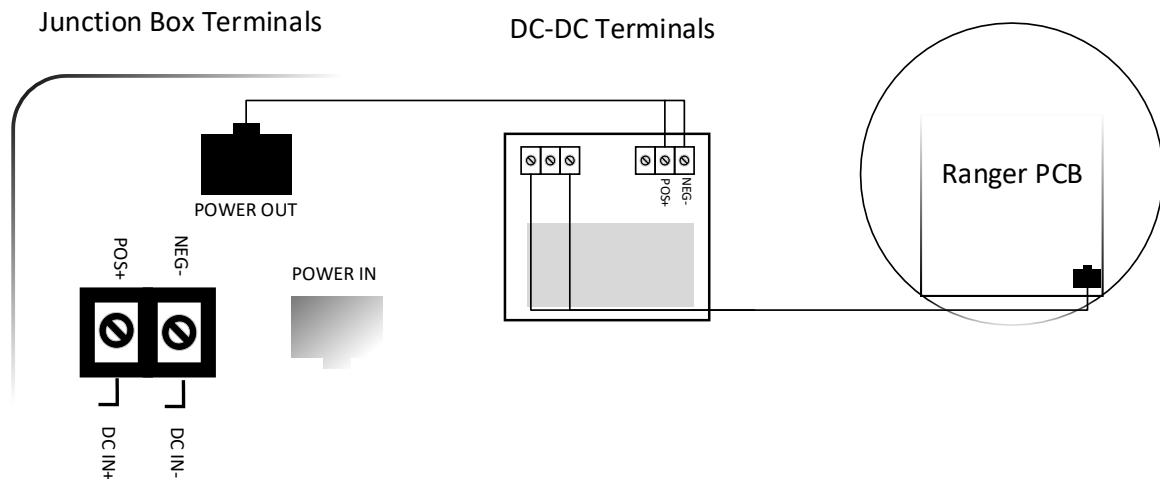 Junction Box Terminals
DC-DC Terminals
POWER OUT
POS+
NEG-
Ranger PCB
POS+
NEG-
POWER IN
DC IN+
DC IN-